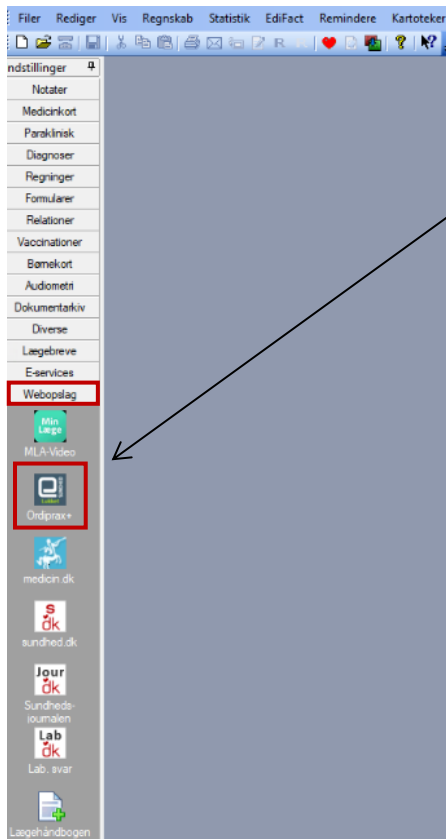 Filer Rediger Vis Regnskab Statistik EdiFact Remindere Kartoteker
ndstillinger
Notater
Medicinkort
Paraklinisk
Diagnoser
Regninger
Formularer
Relationer
Vaccinationer
Børnekort
Audiometri
Dokumentarkiv
Diverse
Lægebreve
E-services
Webopslag
Min
Læge
MLA-Video
Ordiprax+
medicin.dk
s
dk
sundhed.dk
Jour
dk
Sundheds-
journalen
Lab
dk
Lab. svar
Lægehåndbogen